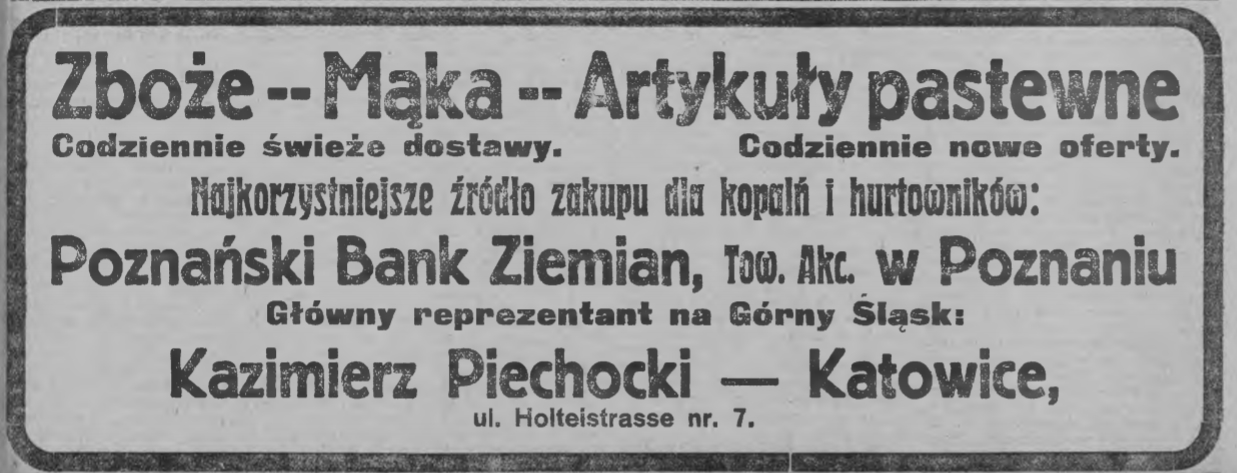 Zboże -- Mąka -- Artykuły pastewne
Codziennie świeże dostawy. Codziennie nowe oferty.
Najkorzystniejsze źródło zakupu dla kopalń i hurtowników:
Poznański Bank Ziemian, Tow. Akc. w Poznaniu
Główny reprezentant na Górny Śląsk:
Kazimierz Piechocki — Katowice,
ul. Holteistrasse nr. 7.